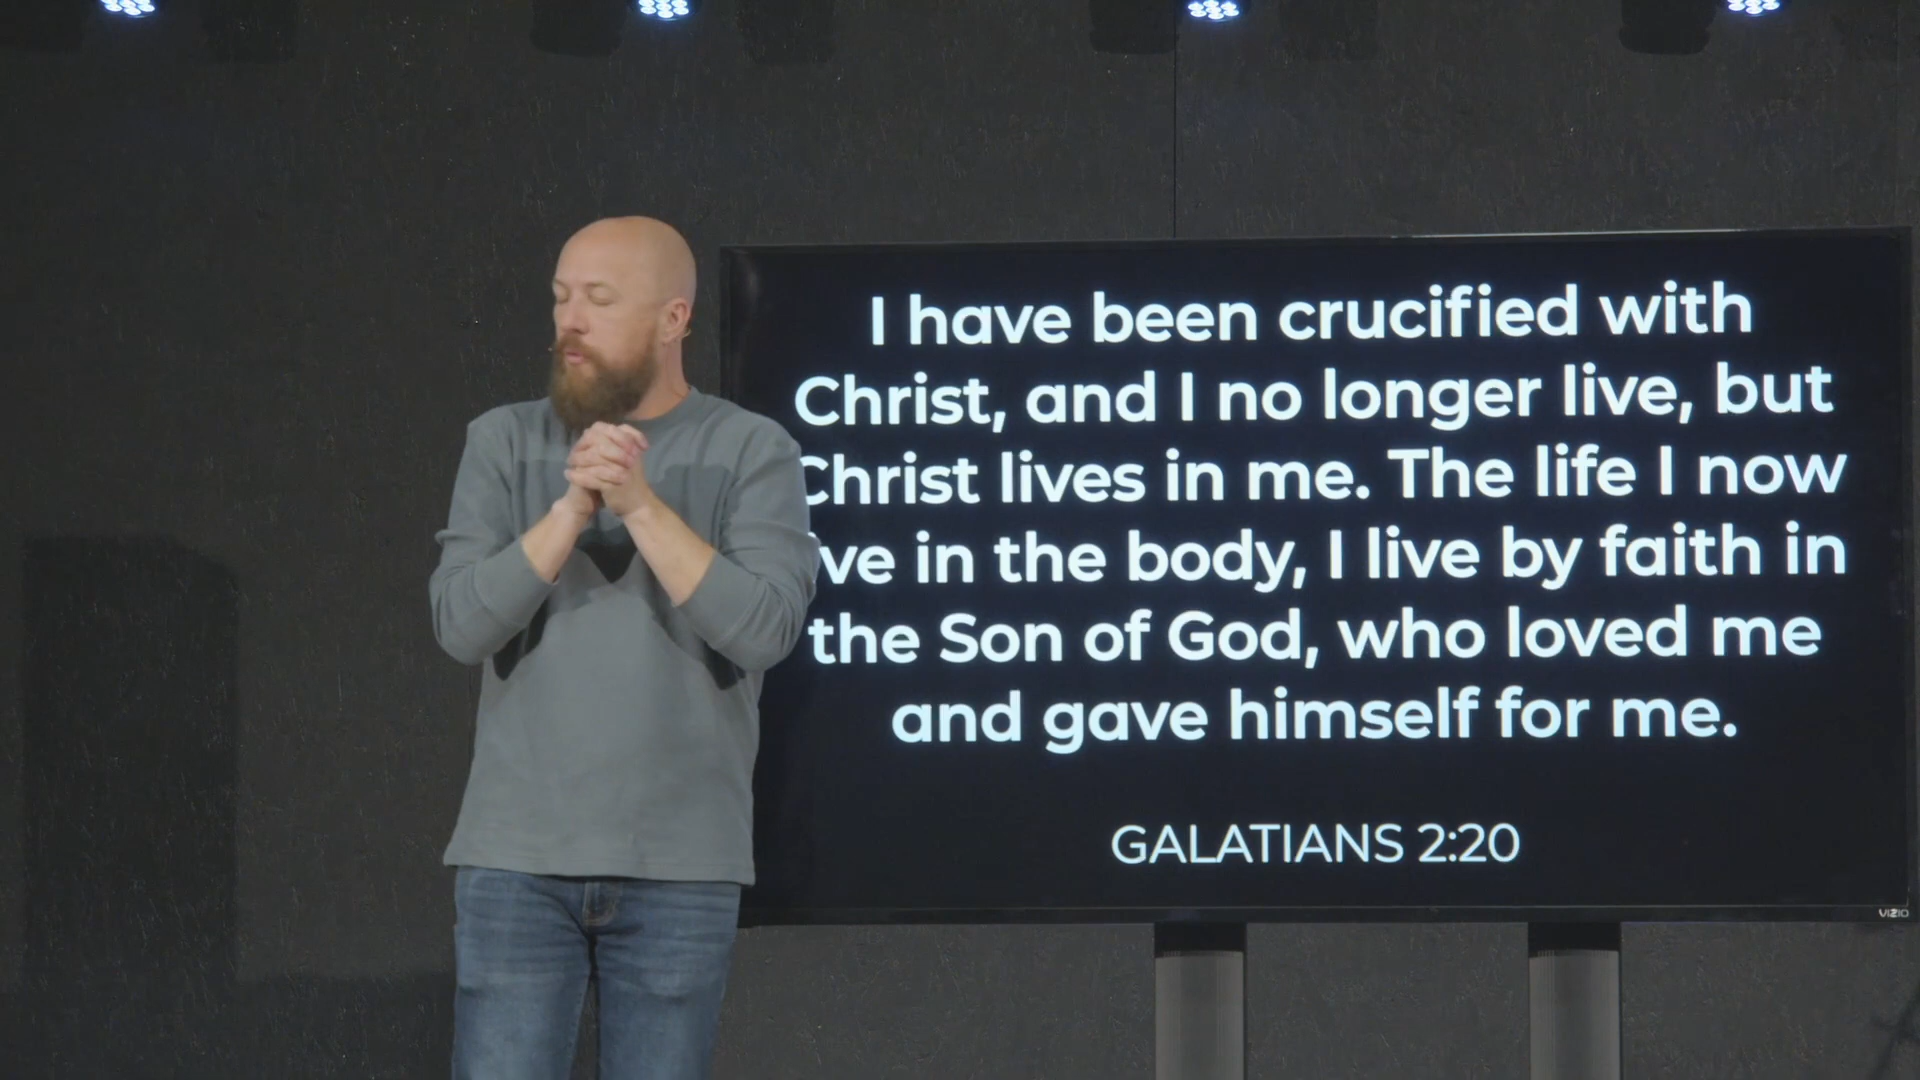 I have been crucified with
Christ, and I no longer live, but
Christ lives in me. The life I now
in the body, I live by faith in
the Son of God, who loved me
and gave himself for me.
GALATIANS 2:20
VIZIO